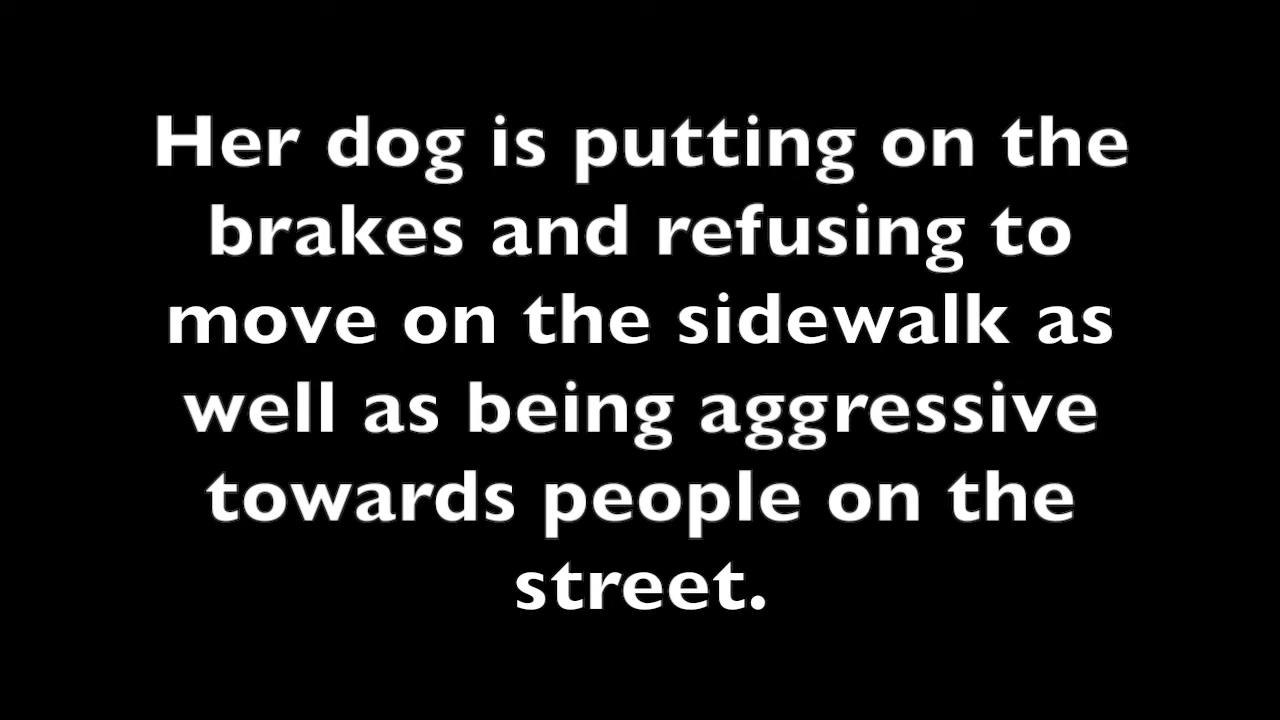 Her dog is putting on the
brakes and refusing to
move on the sidewalk as
well as being aggressive
towards people on the
street.